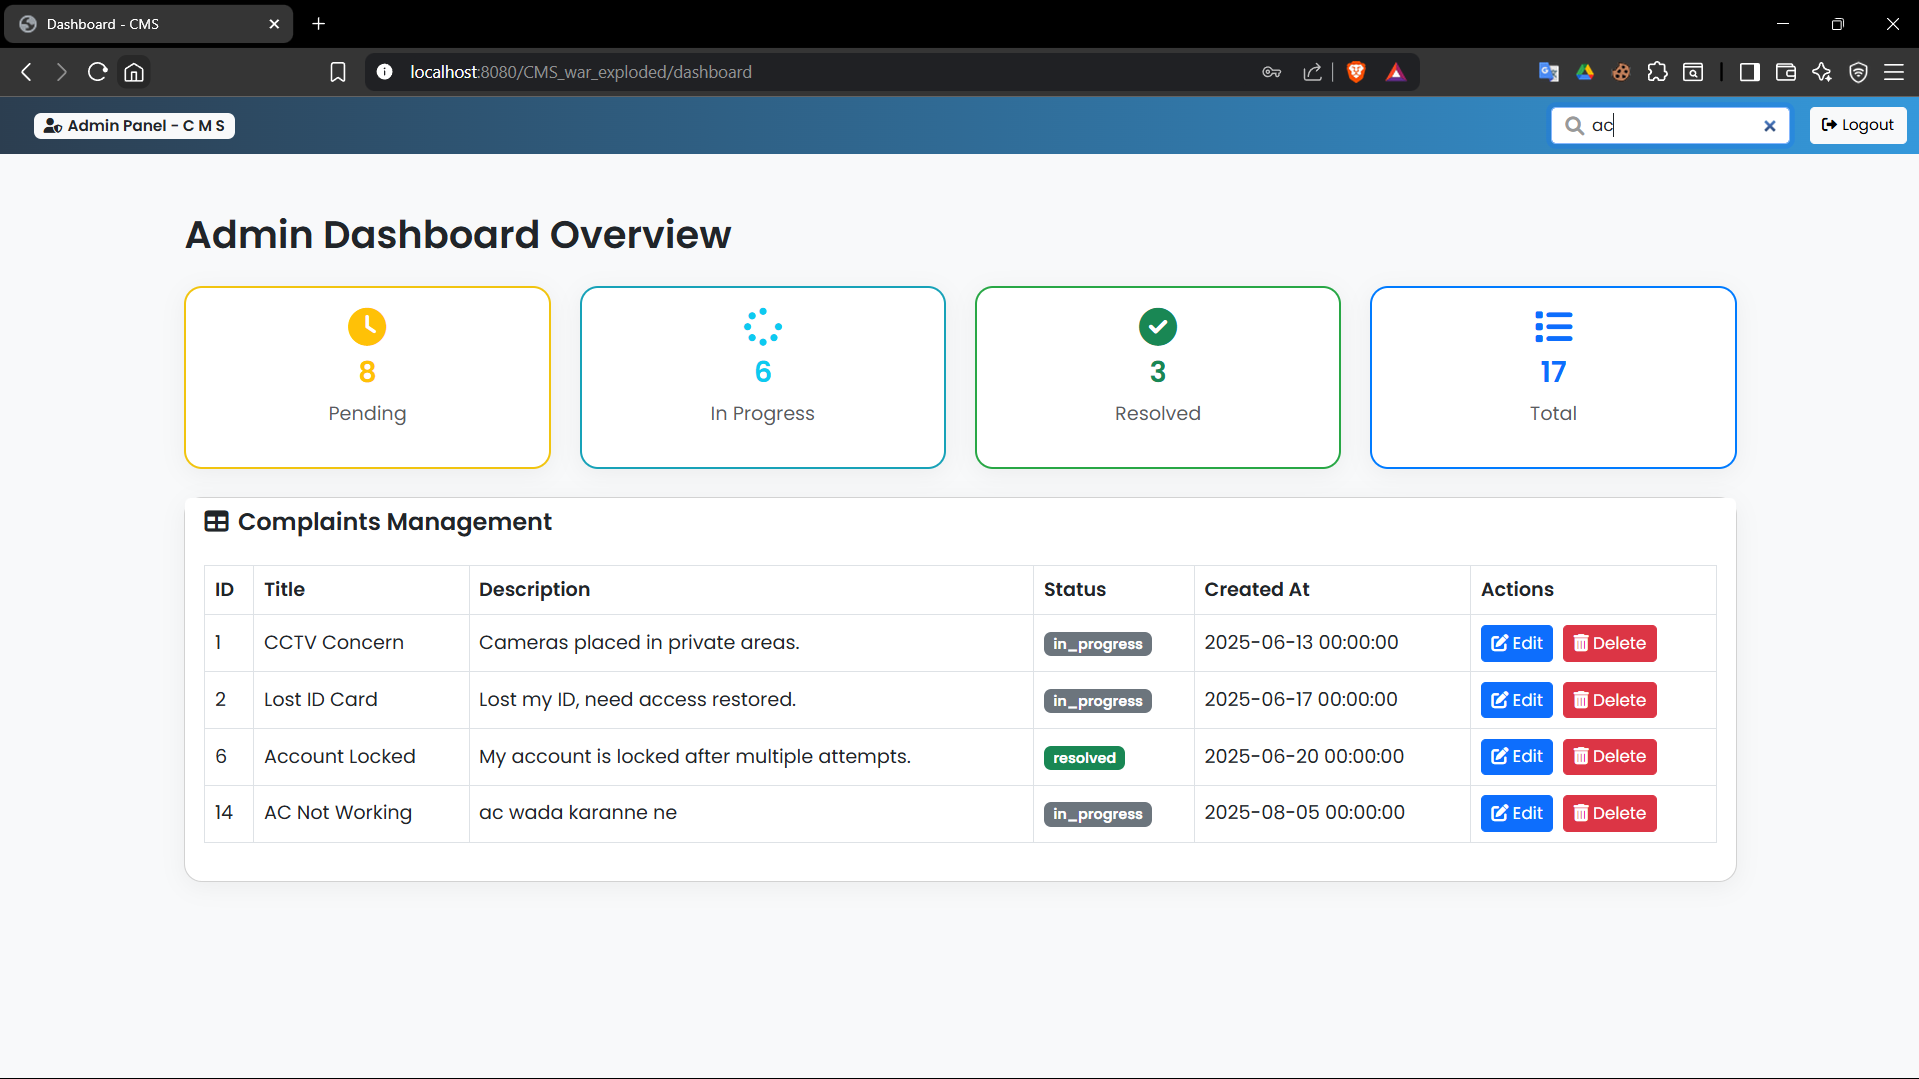 Dashboard - CMS
localhost:8080/CMS_war_exploded/dashboard
Admin Panel - C M S
ac
Logout
Admin Dashboard Overview
8
Pending
6
In Progress
3
Resolved
17
Total
Complaints Management
ID Title Description Status Created At Actions
1 CCTV Concern Cameras placed in private areas. in_progress 2025-06-13 00:00:00 Edit Delete
2 Lost ID Card Lost my ID, need access restored. in_progress 2025-06-17 00:00:00 Edit Delete
6 Account Locked My account is locked after multiple attempts. resolved 2025-06-20 00:00:00 Edit Delete
14 AC Not Working ac wada karanne ne in_progress 2025-08-05 00:00:00 Edit Delete